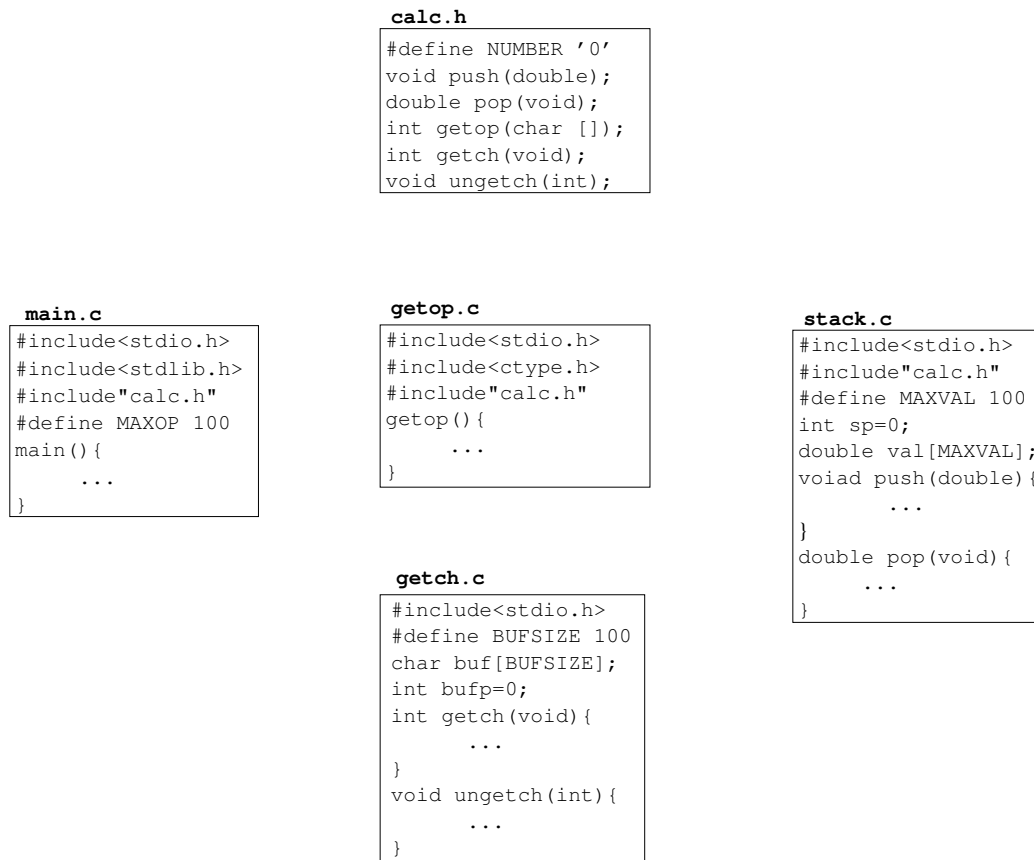 calc.h
#define NUMBER ’0’
void push(double);
double pop(void);
int getop(char []);
int getch(void);
void ungetch(int);
main.c
#include<stdio.h>
#include<stdlib.h>
#include"calc.h"
#define MAXOP 100
main(){
...
}
getop.c
#include<stdio.h>
#include<ctype.h>
#include"calc.h"
getop(){
...
}
getch.c
#include<stdio.h>
#define BUFSIZE 100
char buf[BUFSIZE];
int bufp=0;
int getch(void){
...
}
void ungetch(int){
...
}
stack.c
#include<stdio.h>
#include"calc.h"
#define MAXVAL 100
int sp=0;
double val[MAXVAL];
voiad push(double){
...
}
double pop(void){
...
}